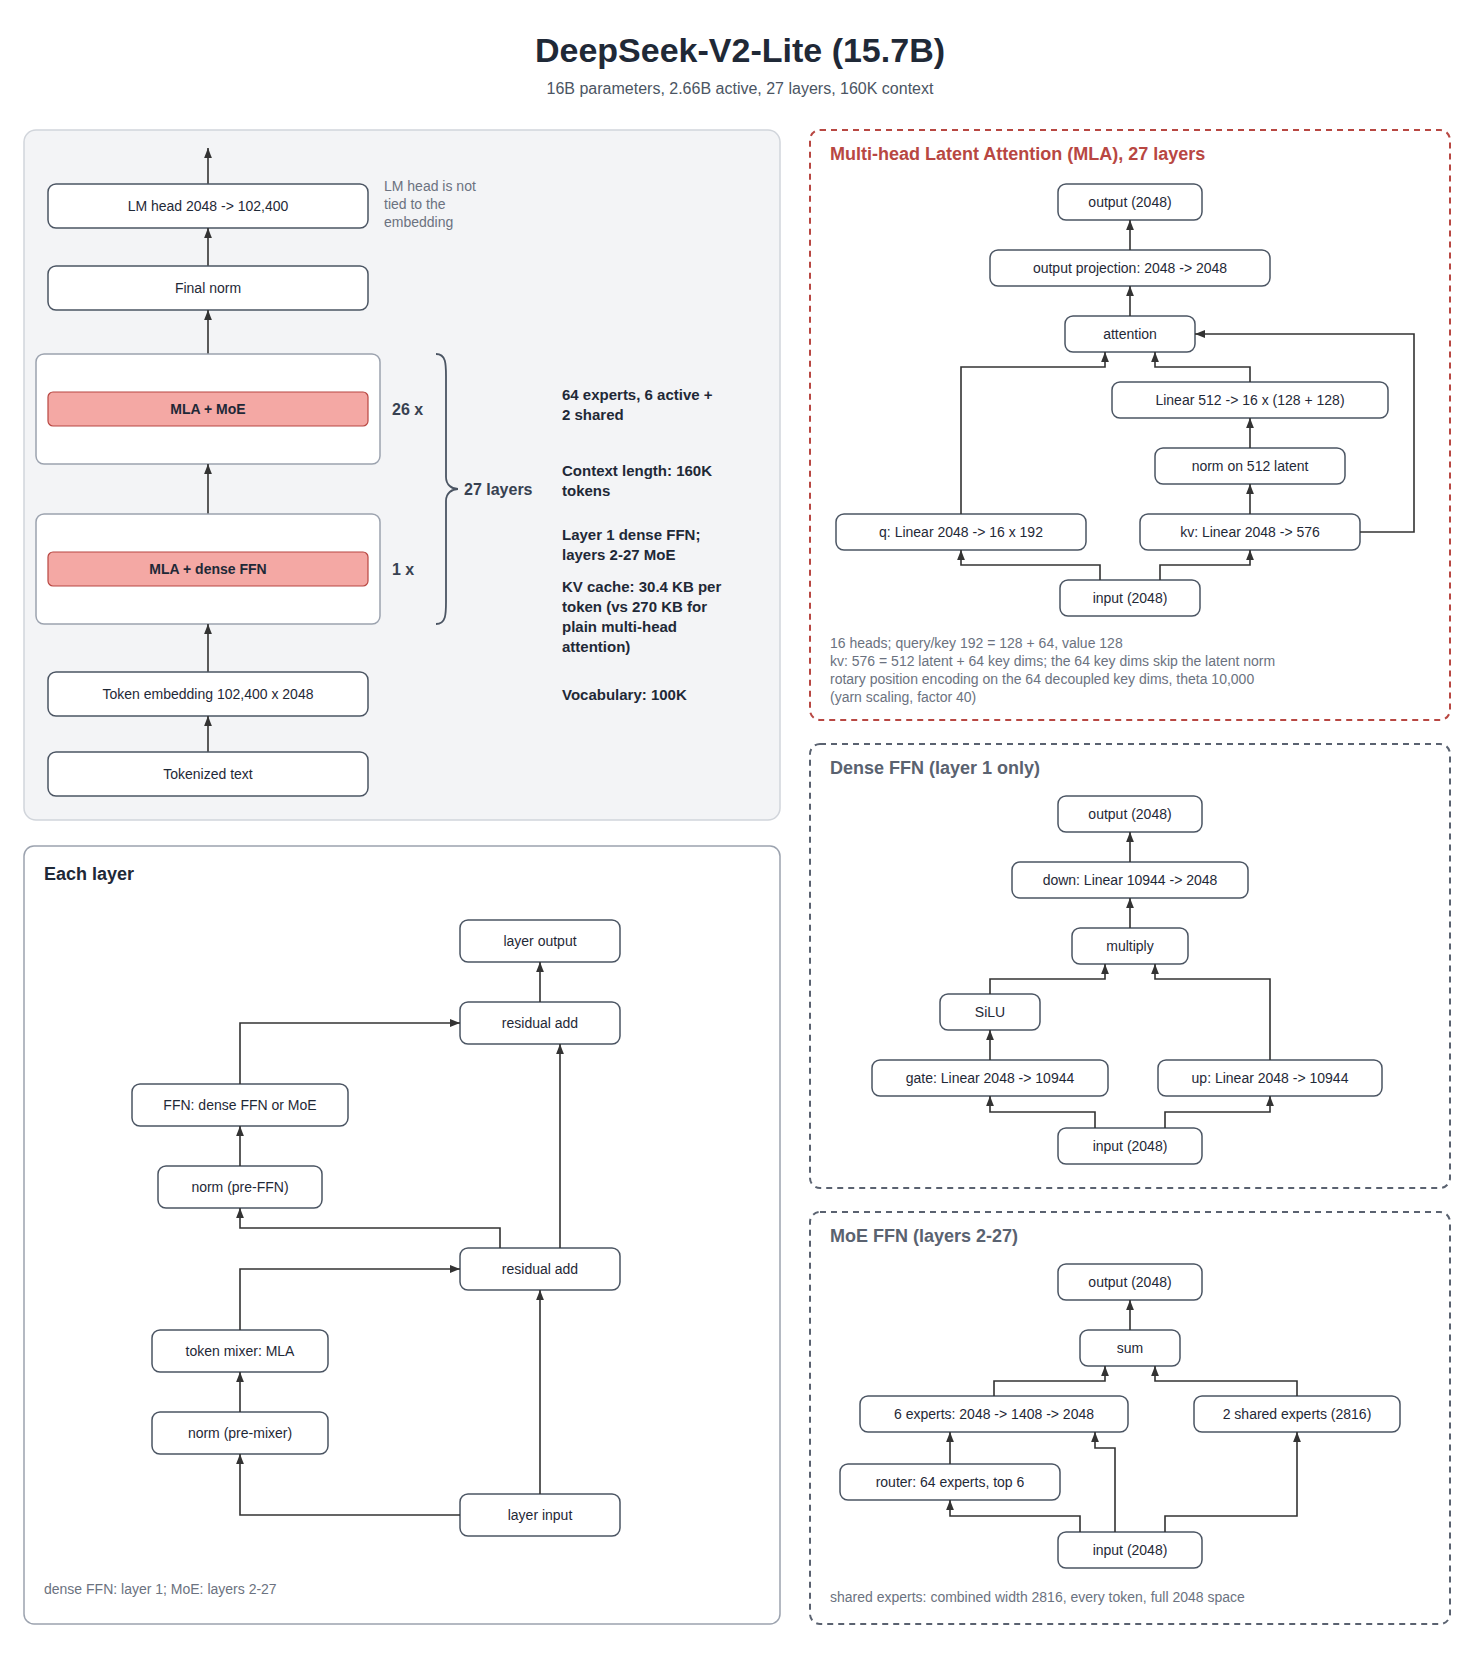 DeepSeek-V2-Lite (15.7B)
16B parameters, 2.66B active, 27 layers, 160K context
LM head 2048 -> 102,400
LM head is not
tied to the
embedding
Final norm
MLA + MoE
26 x
MLA + dense FFN
1 x
27 layers
64 experts, 6 active +
2 shared
Context length: 160K
tokens
Layer 1 dense FFN;
layers 2-27 MoE
KV cache: 30.4 KB per
token (vs 270 KB for
plain multi-head
attention)
Vocabulary: 100K
Token embedding 102,400 x 2048
Tokenized text
Each layer
layer output
residual add
FFN: dense FFN or MoE
norm (pre-FFN)
residual add
token mixer: MLA
norm (pre-mixer)
layer input
dense FFN: layer 1; MoE: layers 2-27
Multi-head Latent Attention (MLA), 27 layers
output (2048)
output projection: 2048 -> 2048
attention
Linear 512 -> 16 x (128 + 128)
norm on 512 latent
q: Linear 2048 -> 16 x 192
kv: Linear 2048 -> 576
input (2048)
16 heads; query/key 192 = 128 + 64, value 128
kv: 576 = 512 latent + 64 key dims; the 64 key dims skip the latent norm
rotary position encoding on the 64 decoupled key dims, theta 10,000
(yarn scaling, factor 40)
Dense FFN (layer 1 only)
output (2048)
down: Linear 10944 -> 2048
multiply
SiLU
gate: Linear 2048 -> 10944
up: Linear 2048 -> 10944
input (2048)
MoE FFN (layers 2-27)
output (2048)
sum
6 experts: 2048 -> 1408 -> 2048
2 shared experts (2816)
router: 64 experts, top 6
input (2048)
shared experts: combined width 2816, every token, full 2048 space